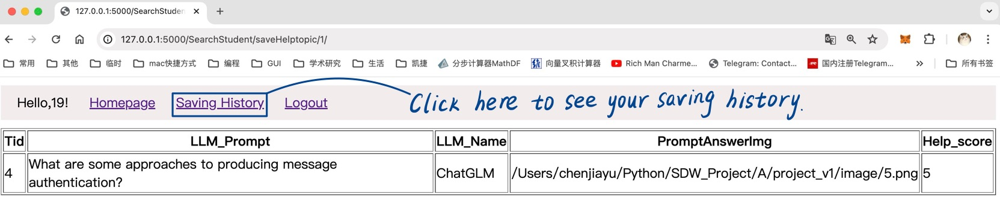 127.0.0.1:5000/SearchStuden
127.0.0.1:5000/SearchStudent/saveHelptopic/1/
常用 其他 临时 mac快捷方式 编程 GUI 学术研究 生活 凯捷 分步计算器MathDF 向量叉积计算器 Rich Man Charme... Telegram: Contact... 国内注册Telegram... » 所有书签
Hello,19! Homepage Saving History Logout Click here to see your saving history.
Tid LLM_Prompt LLM_Name PromptAnswerImg Help_score
4 What are some approaches to producing message
authentication? ChatGLM /Users/chenjiayu/Python/SDW_Project/A/project_v1/image/5.png 5